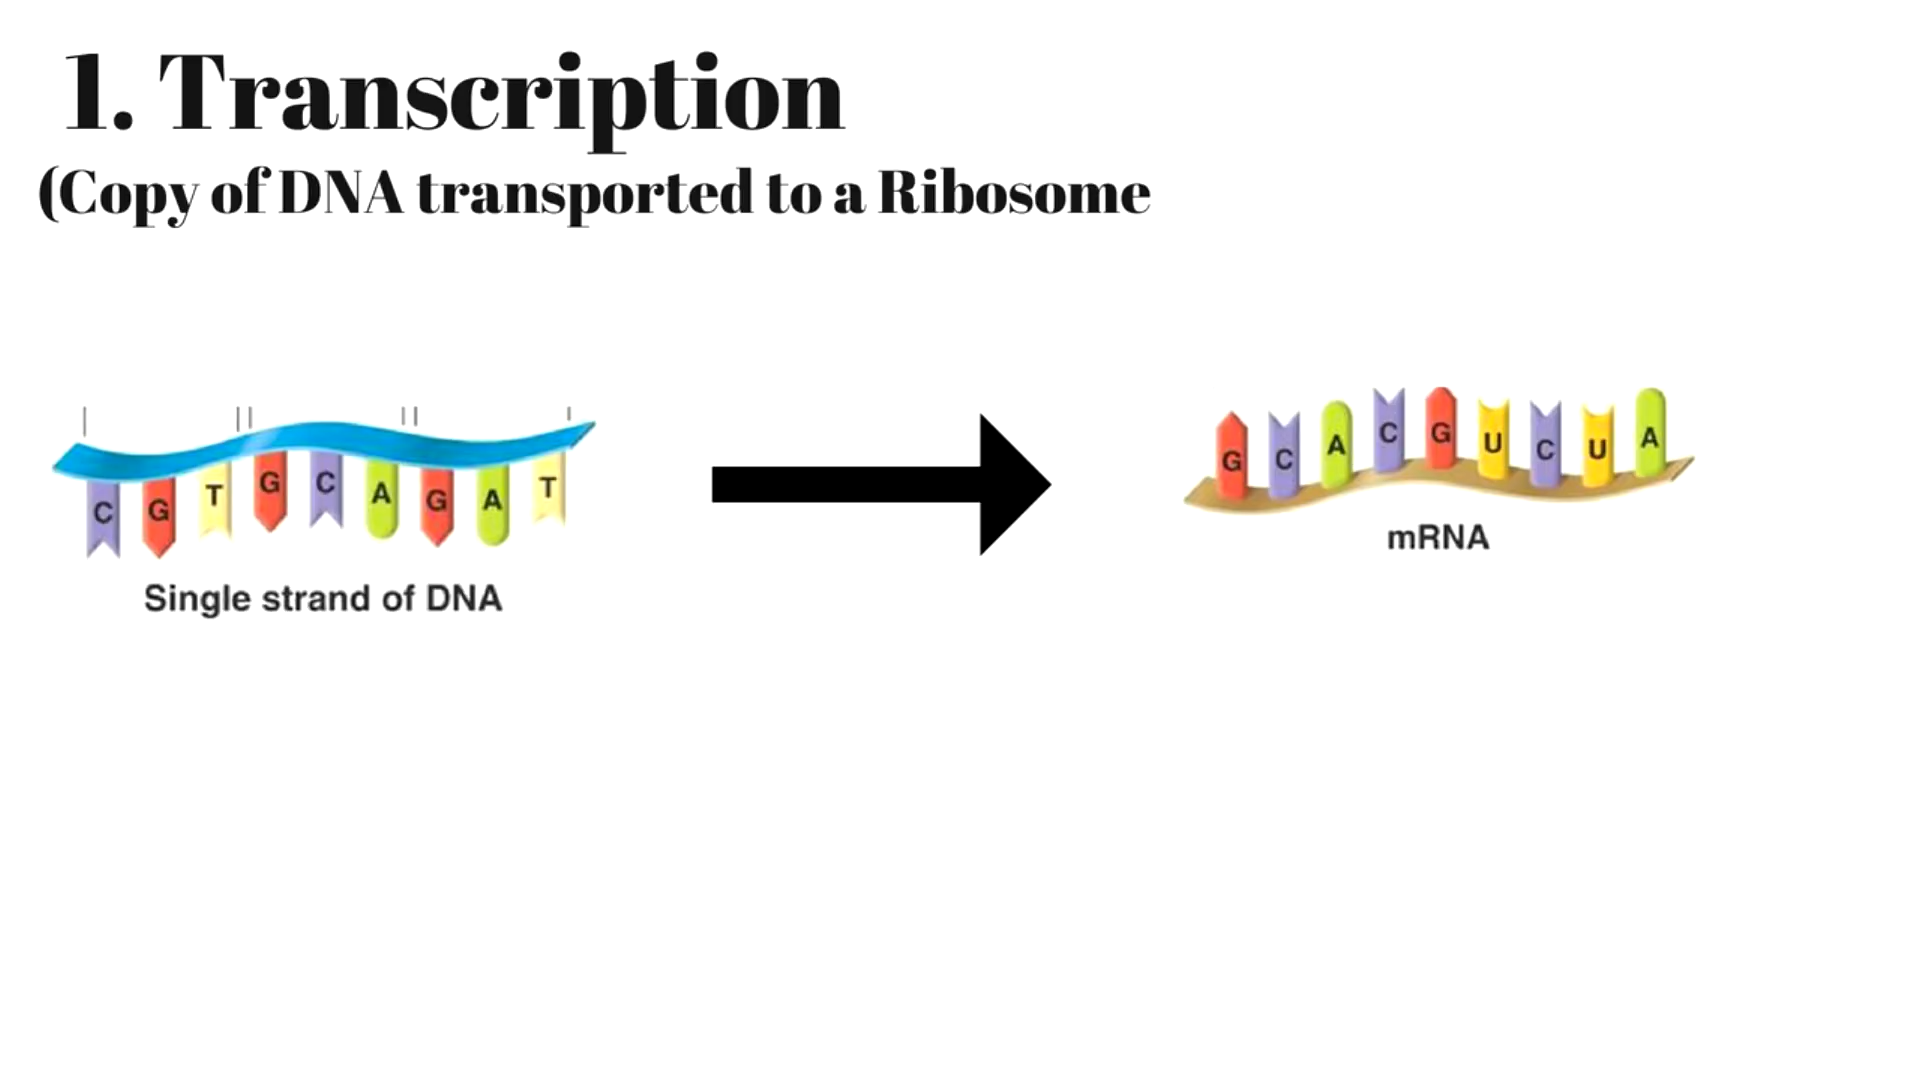 1. Transcription
(Copy of DNA transported to a Ribosome
C G T G C A G A T
Single strand of DNA
G C A C G U C U A
mRNA